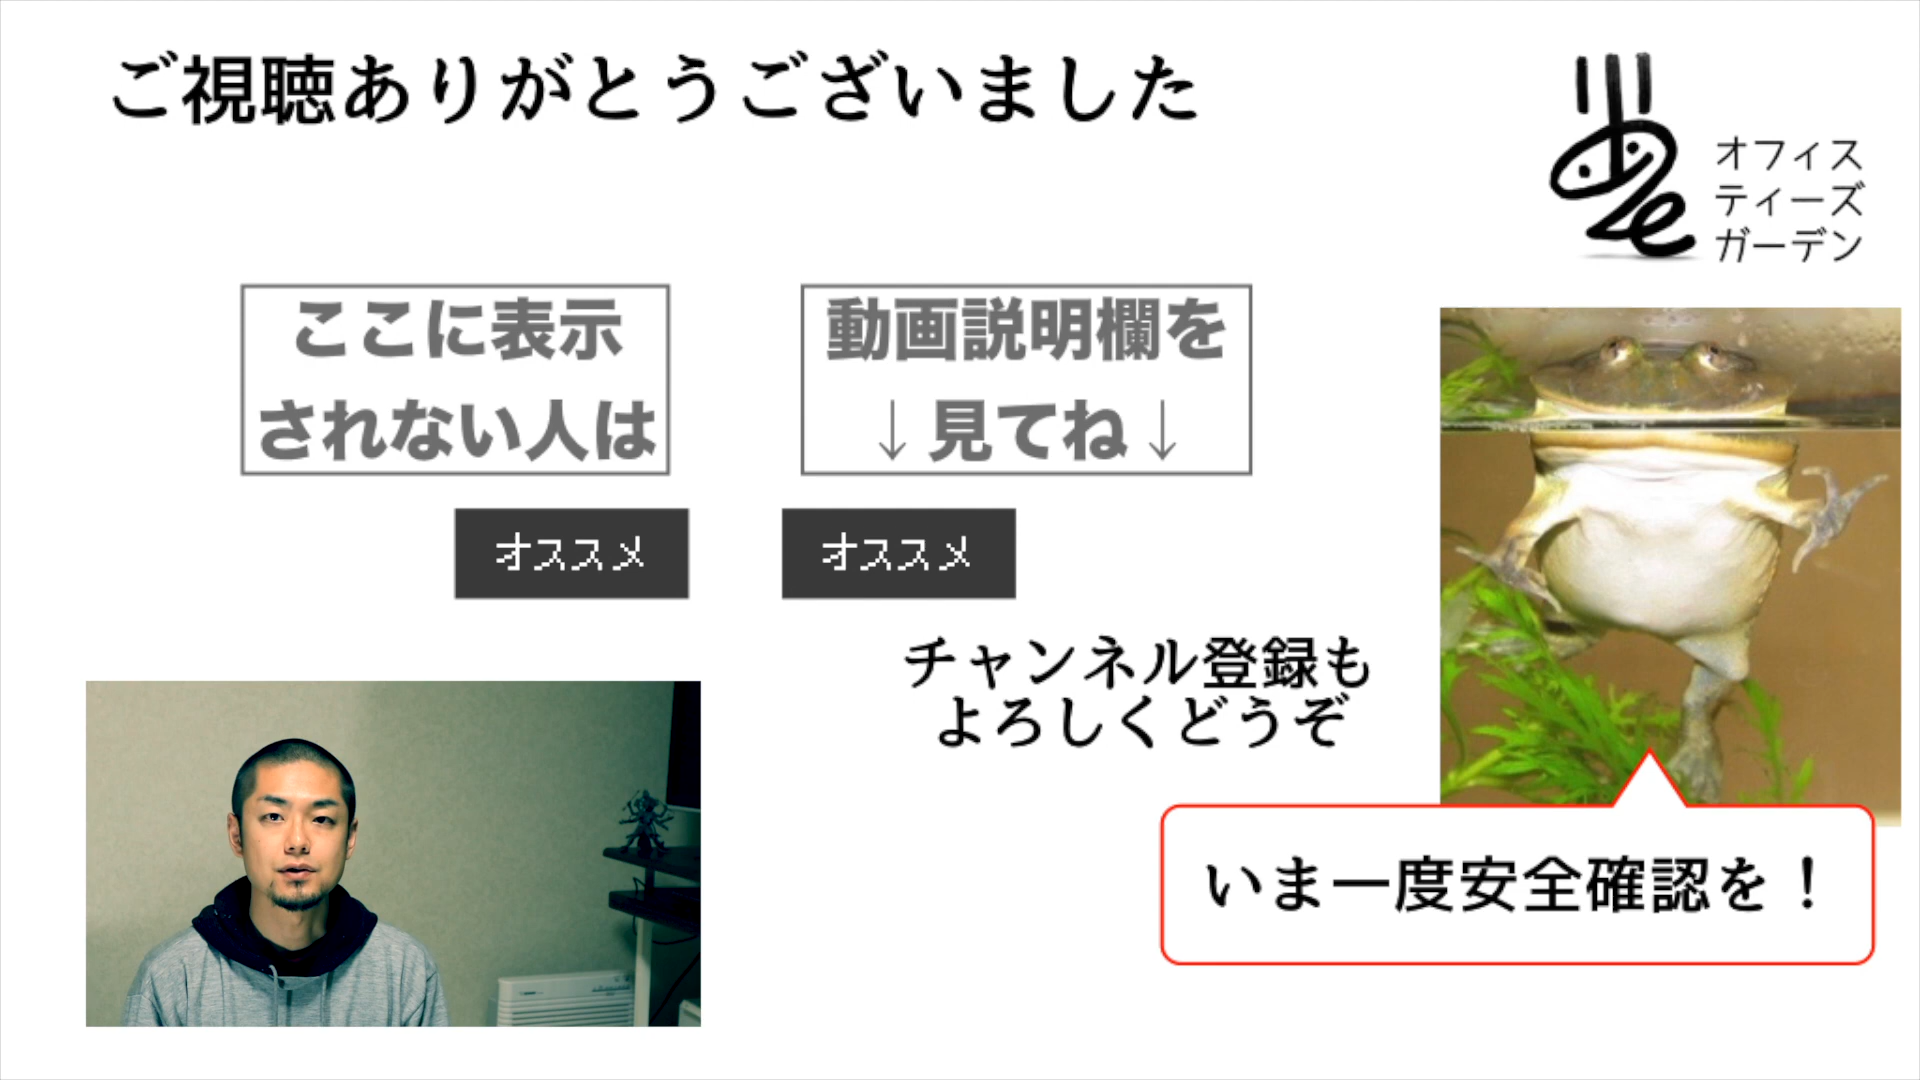 ご視聴ありがとうございました
オフィス
ティーズ
ガーデン
ここに表示
されない人は
動画説明欄を
↓見てね↓
オススメ
オススメ
チャンネル登録も
よろしくどうぞ
いま一度安全確認を！